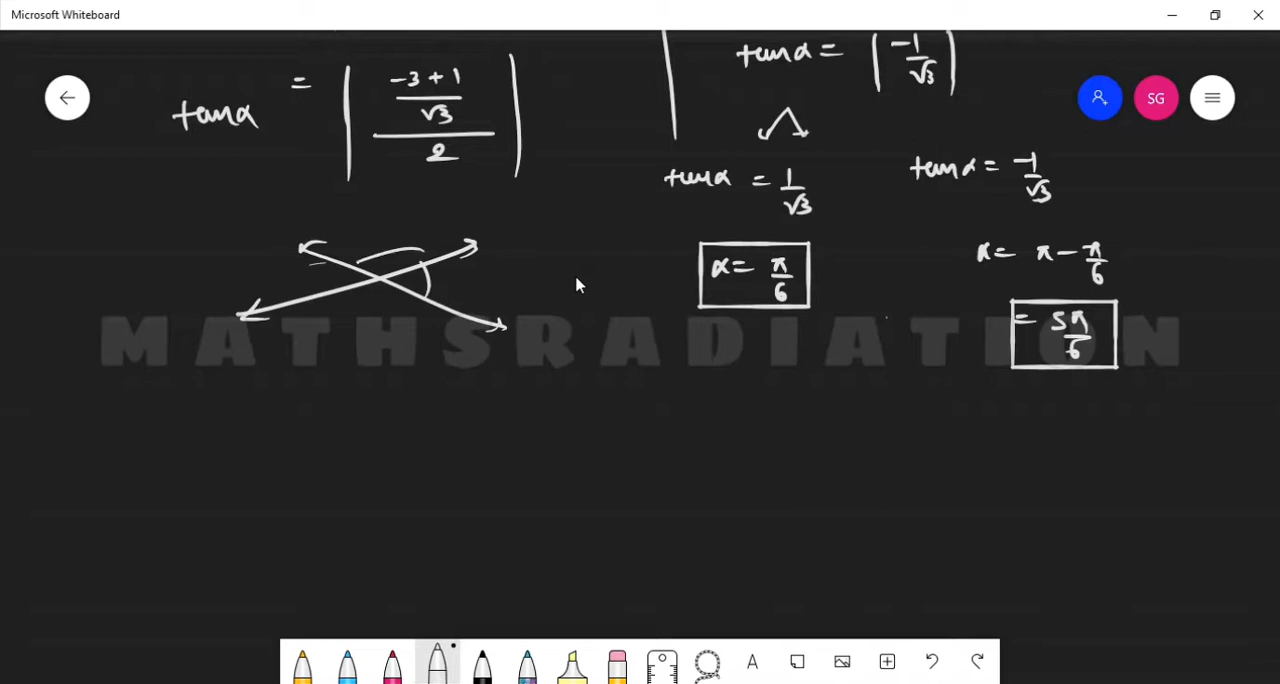 Microsoft Whiteboard
tanα = | (-3 + 1)/√3 / 2 |
tanα = | -1/√3 |
SG
tanα = 1/√3
tanα = -1/√3
α = π/6
α = π - π/6
= 5π/6
MATHSRADIATION
A